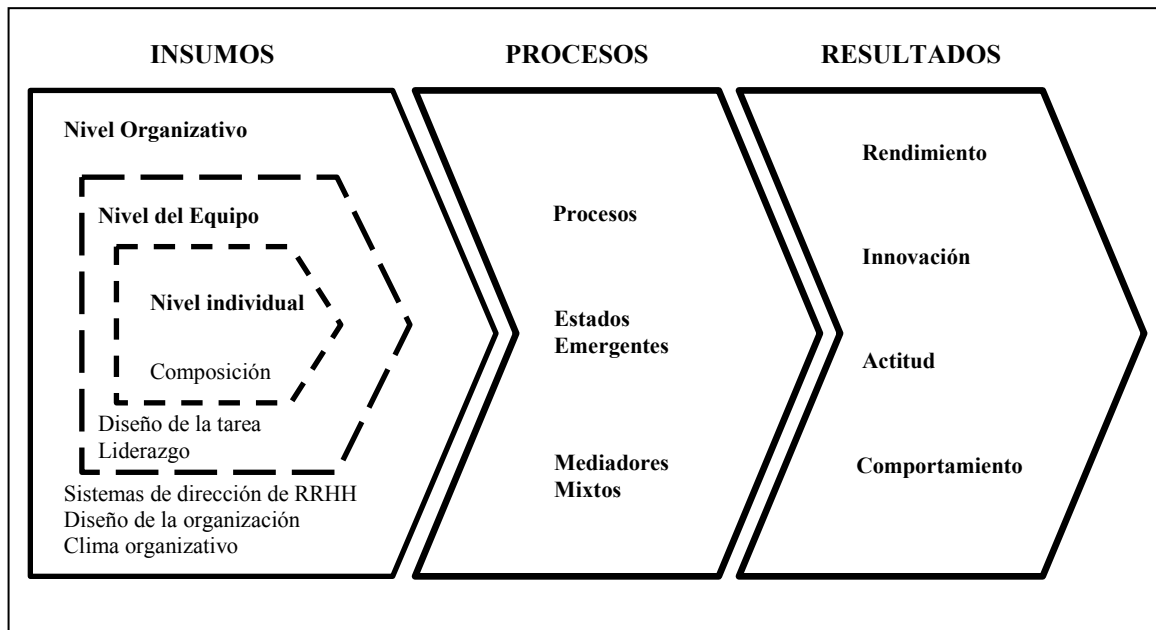 INSUMOS
PROCESOS
RESULTADOS
Nivel Organizativo
Nivel del Equipo
Nivel individual
Composición
Diseño de la tarea
Liderazgo
Sistemas de dirección de RRHH
Diseño de la organización
Clima organizativo
Procesos
Estados
Emergentes
Mediadores
Mixtos
Rendimiento
Innovación
Actitud
Comportamiento